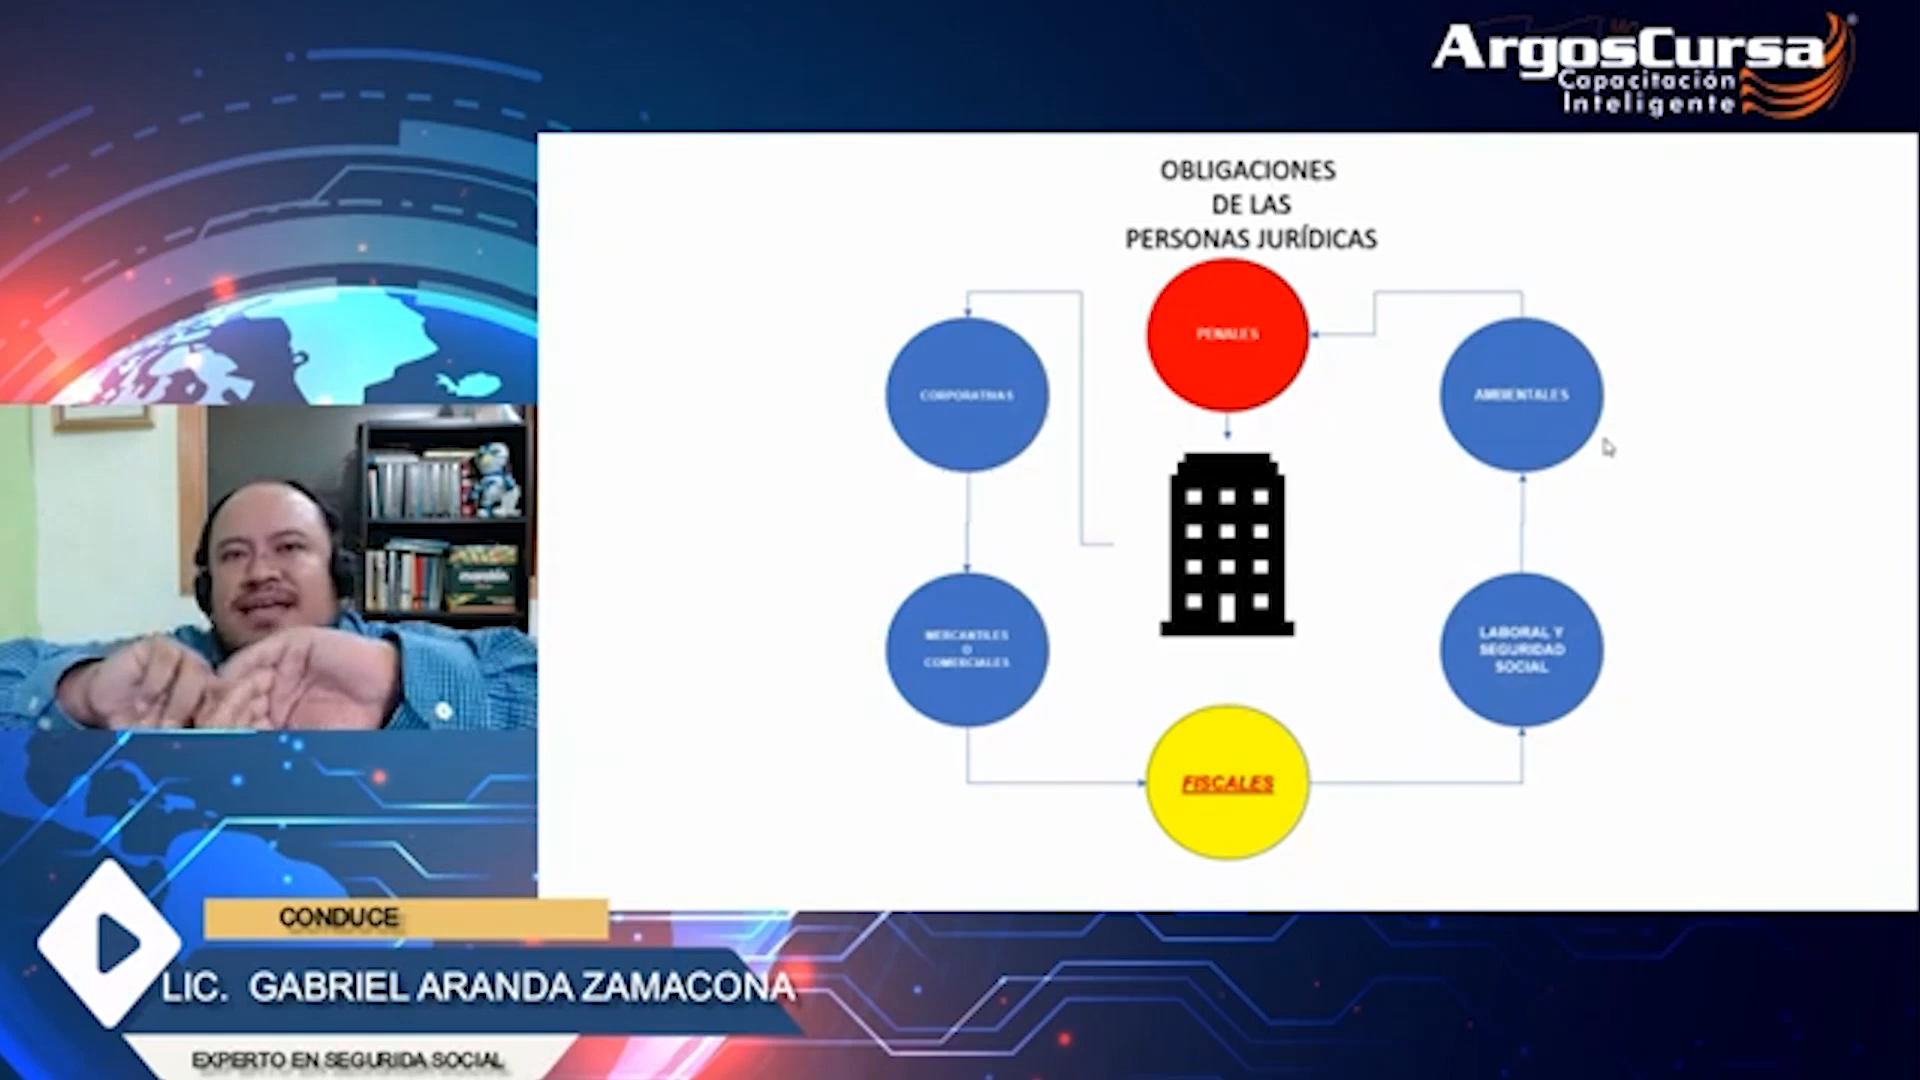 ArgosCursa
Capacitación
Inteligente
OBLIGACIONES
DE LAS
PERSONAS JURÍDICAS
PENALES
CORPORATIVAS
AMBIENTALES
MERCANTILES
O
COMERCIALES
LABORAL Y
SEGURIDAD
SOCIAL
FISCALES
maratón
CONDUCE
LIC. GABRIEL ARANDA ZAMACONA
EXPERTO EN SEGURIDA SOCIAL